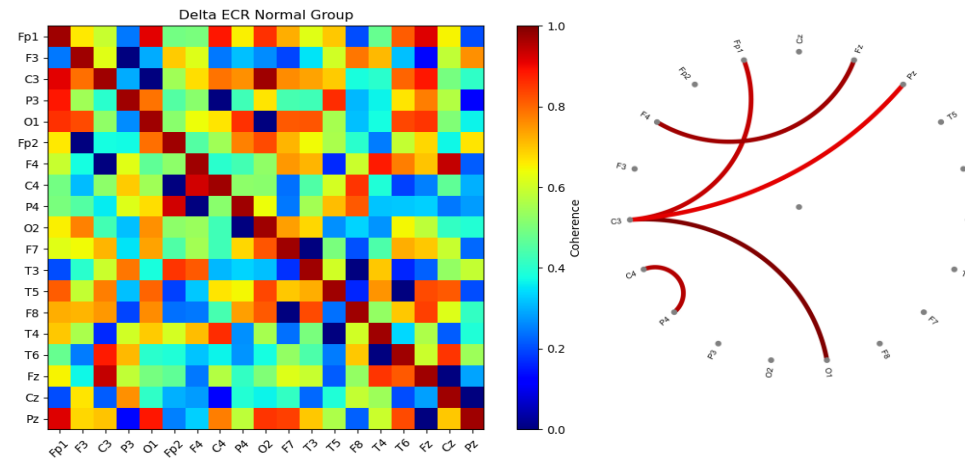 Delta ECR Normal Group
Fp1
F3
C3
P3
O1
Fp2
F4
C4
P4
O2
F7
T3
T5
F8
T4
T6
Fz
Cz
Pz
Fp1 F3 C3 P3 O1 Fp2 F4 C4 P4 O2 F7 T3 T5 F8 T4 T6 Fz Cz Pz
1.0
0.8
0.6
0.4
0.2
0.0
Coherence
Cz
Fp1
Fz
Fp2
Pz
F4
T5
F3
C3
C4
P4
F7
P3
F8
O2
O1